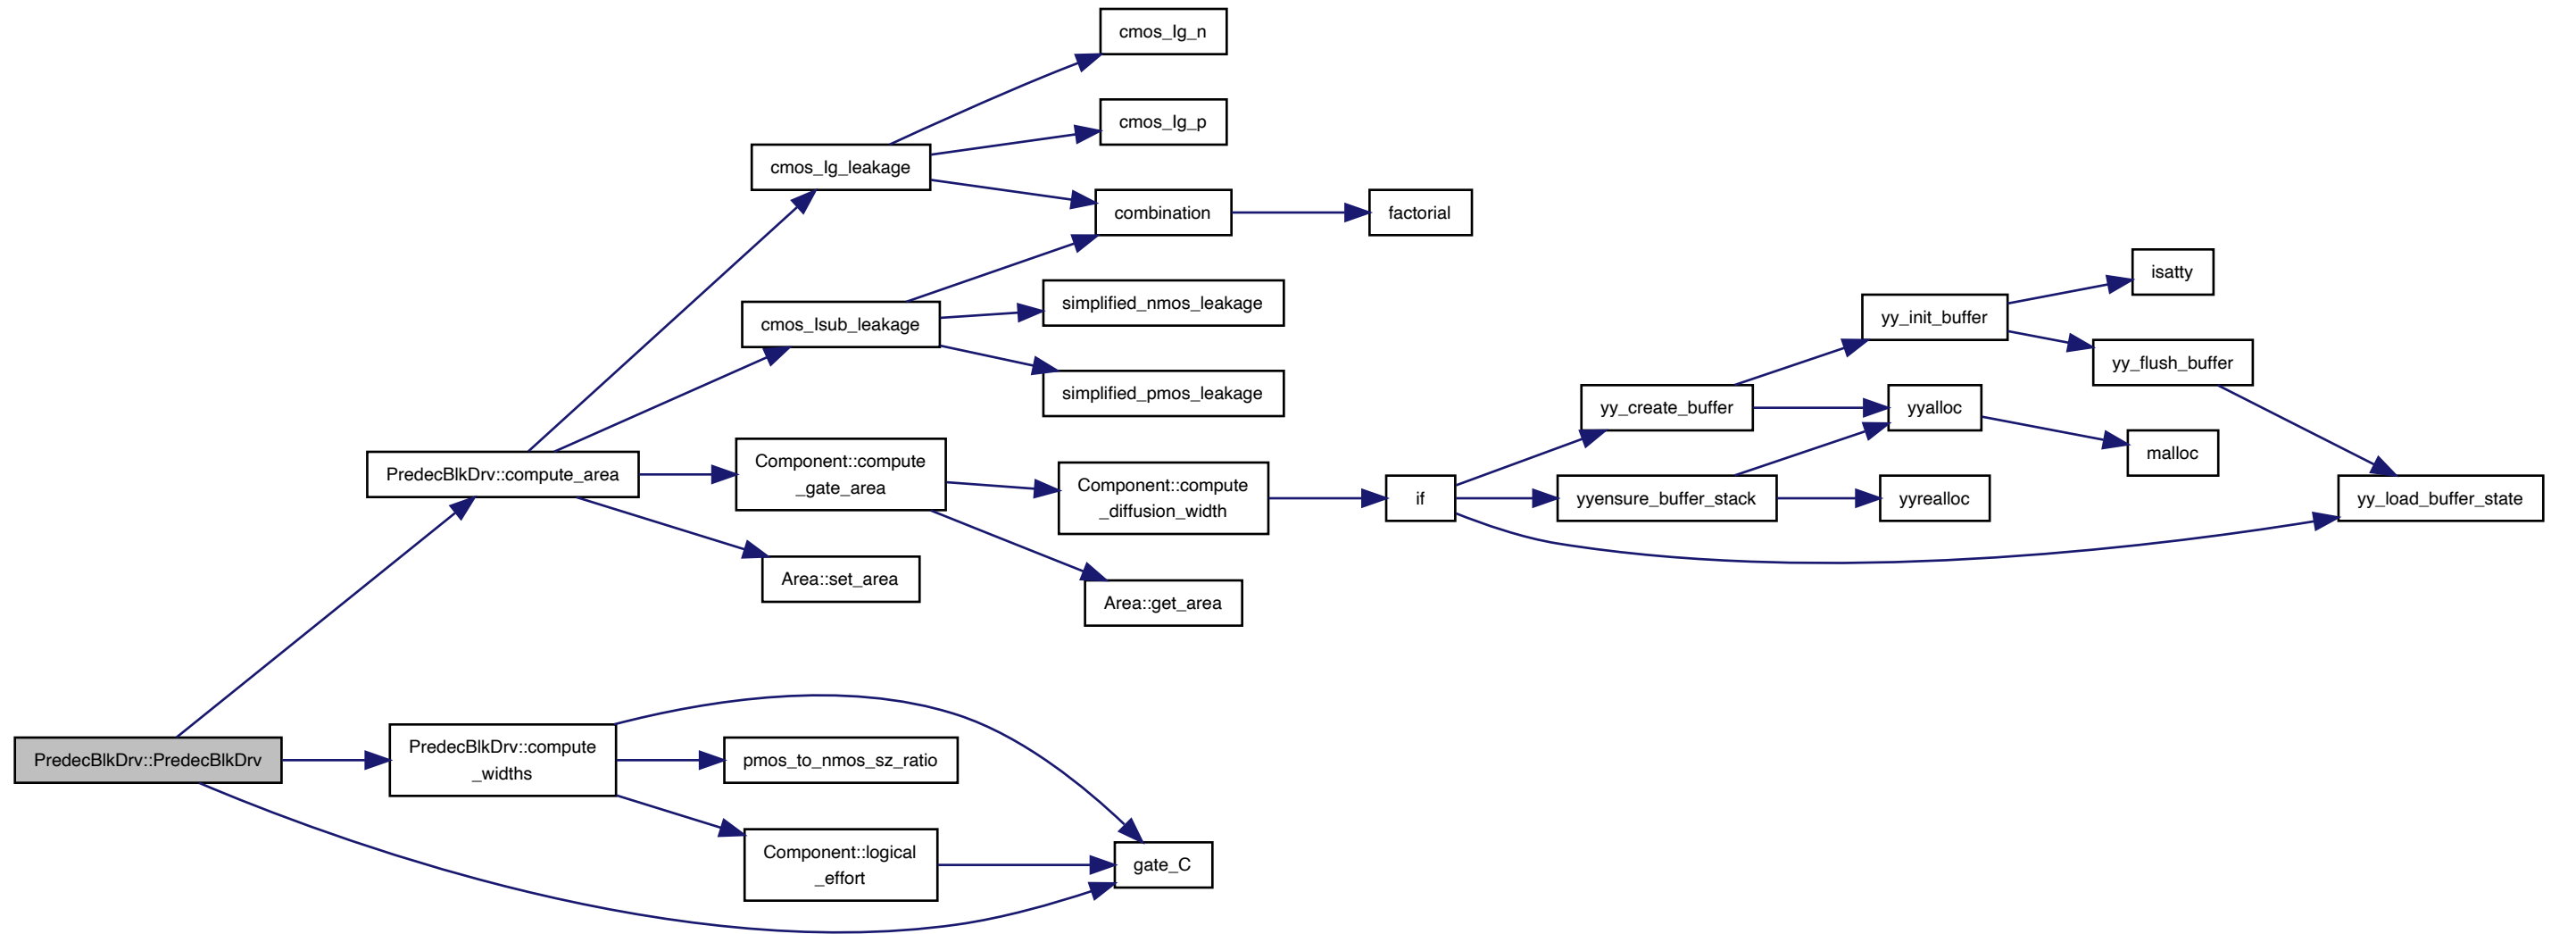 cmos_Ig_n
cmos_Ig_p
cmos_Ig_leakage
combination
factorial
isatty
simplified_nmos_leakage
yy_init_buffer
cmos_Isub_leakage
yy_flush_buffer
simplified_pmos_leakage
yy_create_buffer
yyalloc
malloc
PredecBlkDrv::compute_area
Component::compute
_gate_area
Component::compute
_diffusion_width
if
yyensure_buffer_stack
yyrealloc
yy_load_buffer_state
Area::set_area
Area::get_area
PredecBlkDrv::PredecBlkDrv
PredecBlkDrv::compute
_widths
pmos_to_nmos_sz_ratio
Component::logical
_effort
gate_C